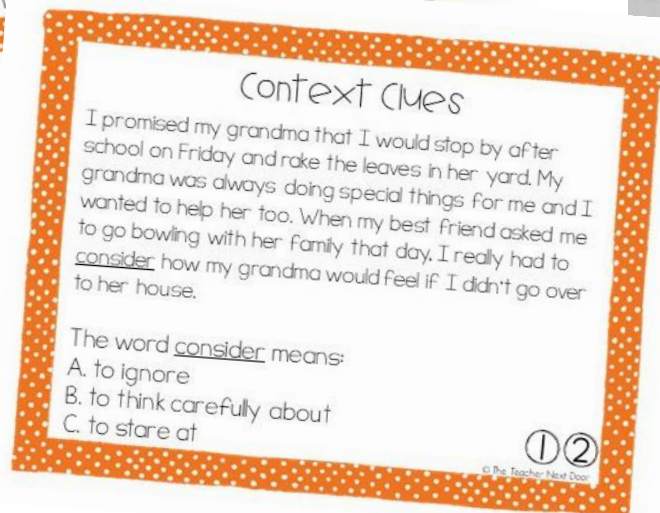 Context Clues
I promised my grandma that I would stop by after
school on Friday and rake the leaves in her yard. My
grandma was always doing special things for me and I
wanted to help her too. When my best friend asked me
to go bowling with her family that day, I really had to
consider how my grandma would feel if I didn't go over
to her house.
The word consider means:
A. to ignore
B. to think carefully about
C. to stare at
12
© The Teacher Next Door